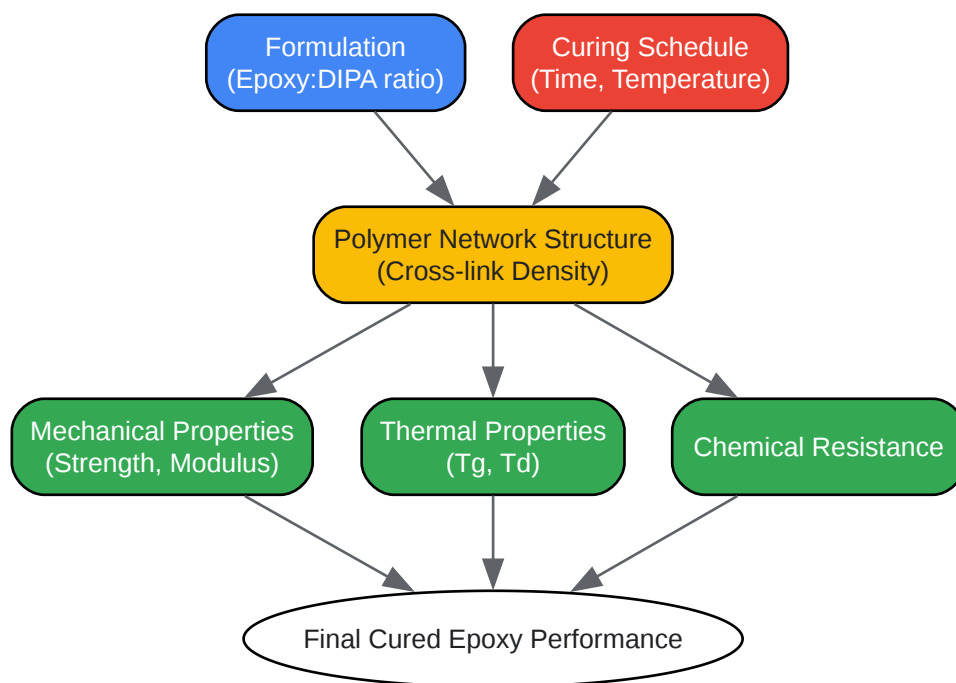 Formulation
(Epoxy:DIPA ratio)
Curing Schedule
(Time, Temperature)
Polymer Network Structure
(Cross-link Density)
Mechanical Properties
(Strength, Modulus)
Thermal Properties
(Tg, Td)
Chemical Resistance
Final Cured Epoxy Performance